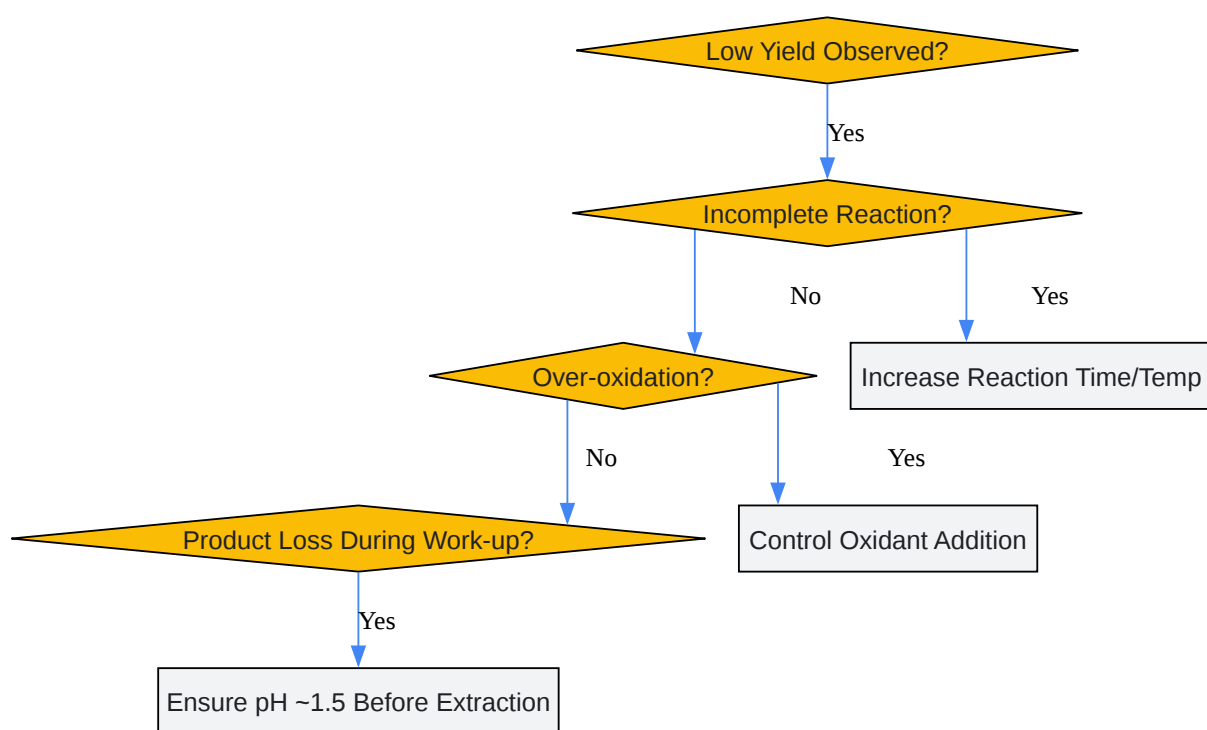 Low Yield Observed?
Yes
Incomplete Reaction?
No
Yes
Over-oxidation?
Increase Reaction Time/Temp
No
Yes
Product Loss During Work-up?
Control Oxidant Addition
Yes
Ensure pH ~1.5 Before Extraction